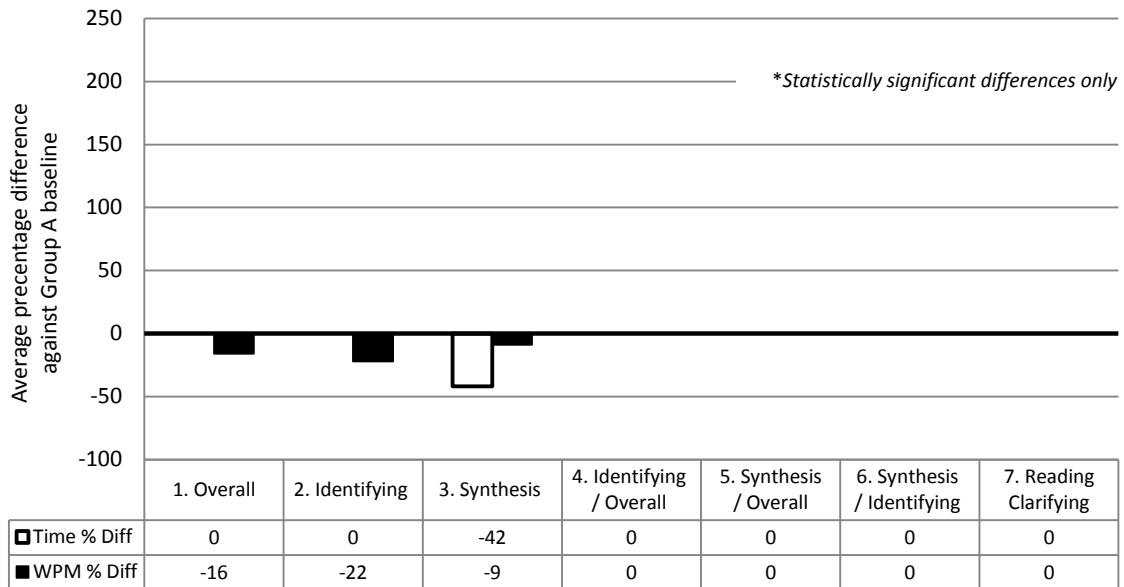 Average precentage difference
against Group A baseline
250
200
150
100
50
0
-50
-100
*Statistically significant differences only
1. Overall 2. Identifying 3. Synthesis 4. Identifying / Overall 5. Synthesis / Overall 6. Synthesis / Identifying 7. Reading Clarifying
Time % Diff 0 0 -42 0 0 0 0
WPM % Diff -16 -22 -9 0 0 0 0